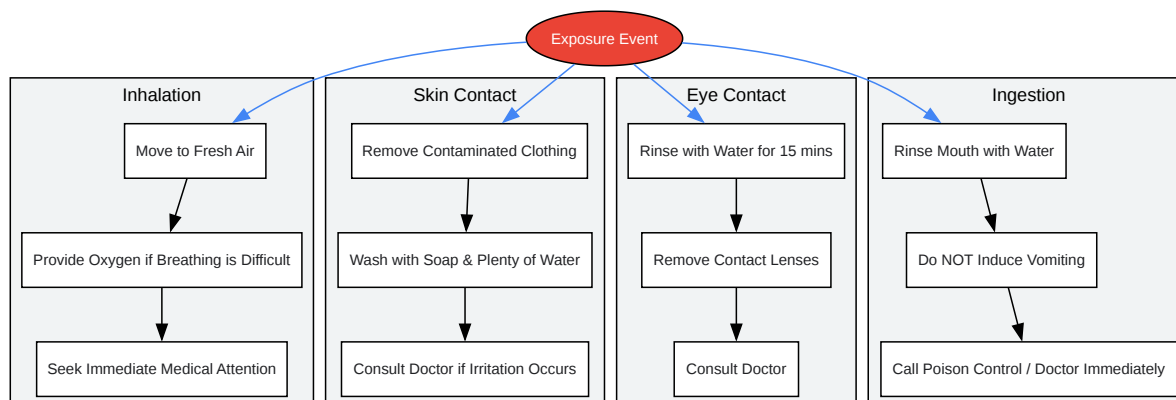 Exposure Event
Inhalation
Move to Fresh Air
Provide Oxygen if Breathing is Difficult
Seek Immediate Medical Attention
Skin Contact
Remove Contaminated Clothing
Wash with Soap & Plenty of Water
Consult Doctor if Irritation Occurs
Eye Contact
Rinse with Water for 15 mins
Remove Contact Lenses
Consult Doctor
Ingestion
Rinse Mouth with Water
Do NOT Induce Vomiting
Call Poison Control / Doctor Immediately